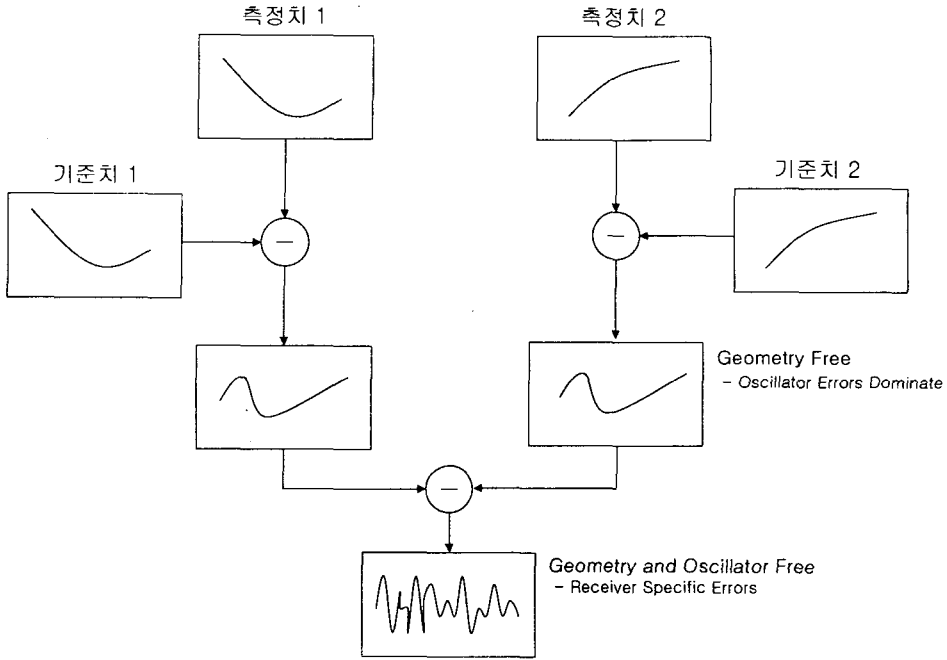 측정치 1
측정치 2
기준치 1
기준치 2
Geometry Free
- Oscillator Errors Dominate
Geometry and Oscillator Free
- Receiver Specific Errors